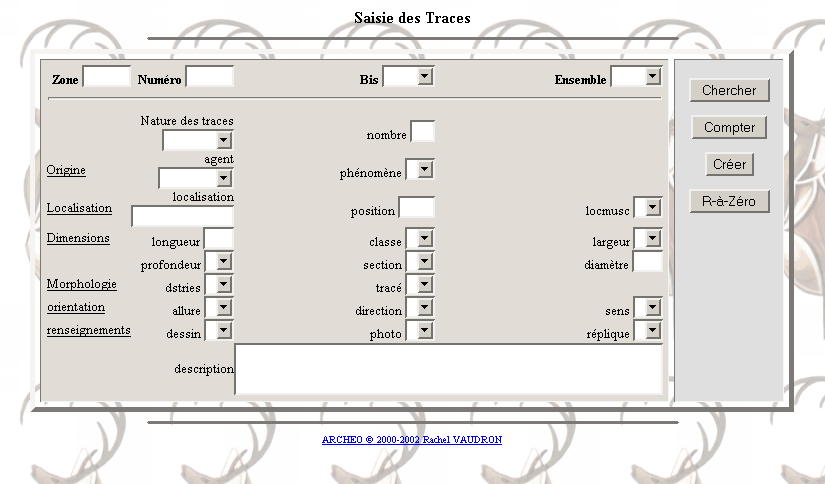 Saisie des Traces
Zone Numéro Bis Ensemble
Chercher
Compter
Créer
R-à-Zéro
Nature des traces
nombre
agent
Origine
phénomène
localisation
Localisation
position locmusc
Dimensions longueur classe largeur
profondeur section diamètre
Morphologie dstries tracé
orientation allure direction sens
renseignements dessin photo réplique
description
ARCHEO © 2000-2002 Rachel VAUDRON